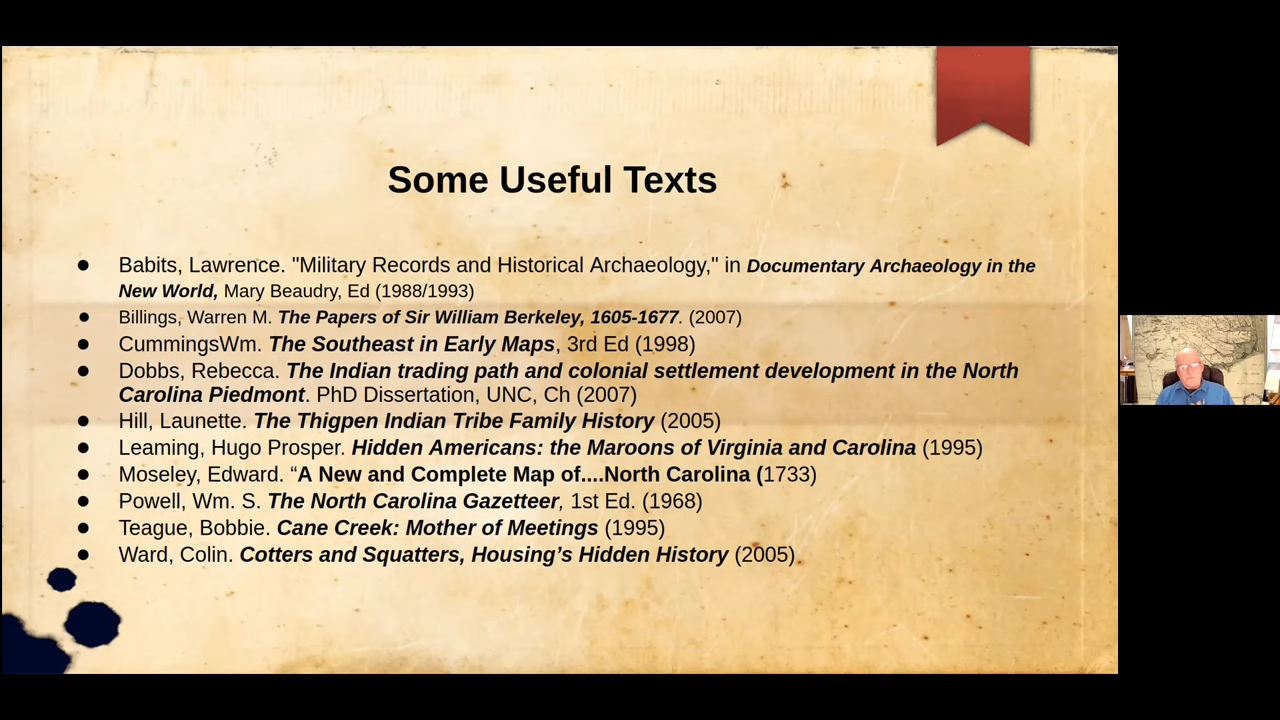 Some Useful Texts
● Babits, Lawrence. "Military Records and Historical Archaeology," in Documentary Archaeology in the
New World, Mary Beaudry, Ed (1988/1993)
● Billings, Warren M. The Papers of Sir William Berkeley, 1605-1677. (2007)
● CummingsWm. The Southeast in Early Maps, 3rd Ed (1998)
● Dobbs, Rebecca. The Indian trading path and colonial settlement development in the North
Carolina Piedmont. PhD Dissertation, UNC, Ch (2007)
● Hill, Launette. The Thigpen Indian Tribe Family History (2005)
● Leaming, Hugo Prosper. Hidden Americans: the Maroons of Virginia and Carolina (1995)
● Moseley, Edward. “A New and Complete Map of....North Carolina (1733)
● Powell, Wm. S. The North Carolina Gazetteer, 1st Ed. (1968)
● Teague, Bobbie. Cane Creek: Mother of Meetings (1995)
● Ward, Colin. Cotters and Squatters, Housing’s Hidden History (2005)